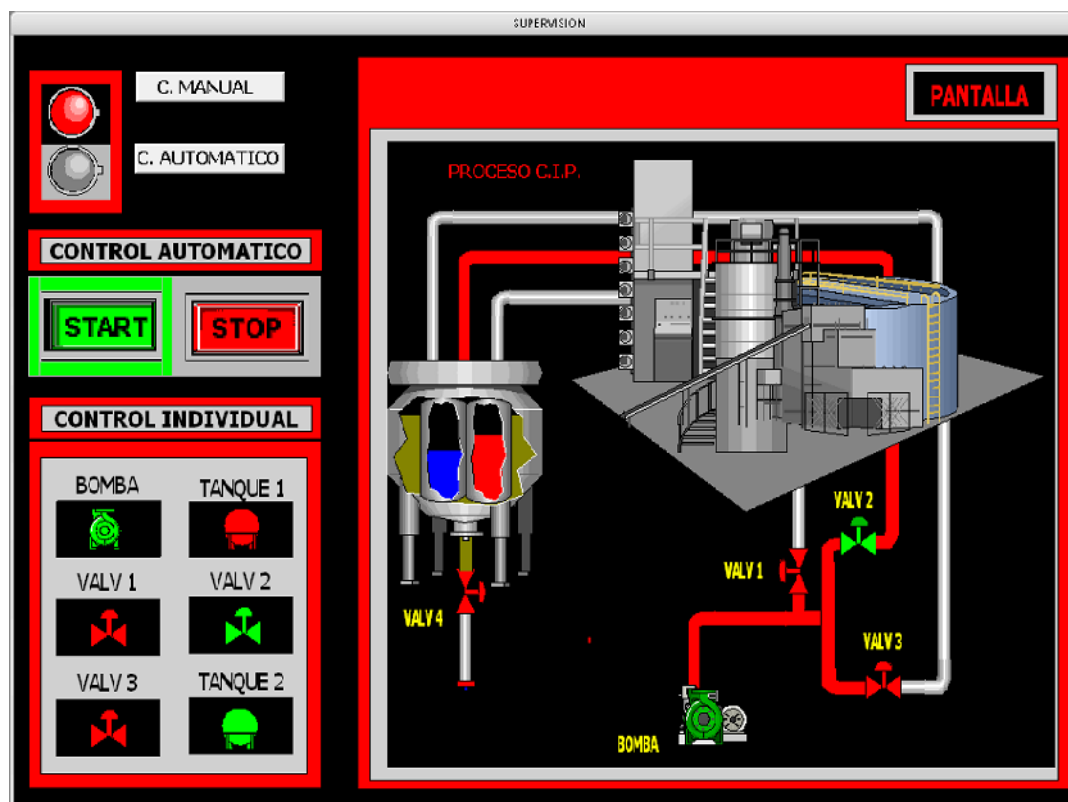 SUPERVISION
C. MANUAL
C. AUTOMATICO
CONTROL AUTOMATICO
START
STOP
CONTROL INDIVIDUAL
BOMBA
TANQUE 1
VALV 1
VALV 2
VALV 3
TANQUE 2
PANTALLA
PROCESO C.I.P.
VALV 2
VALV 1
VALV 4
VALV 3
BOMBA